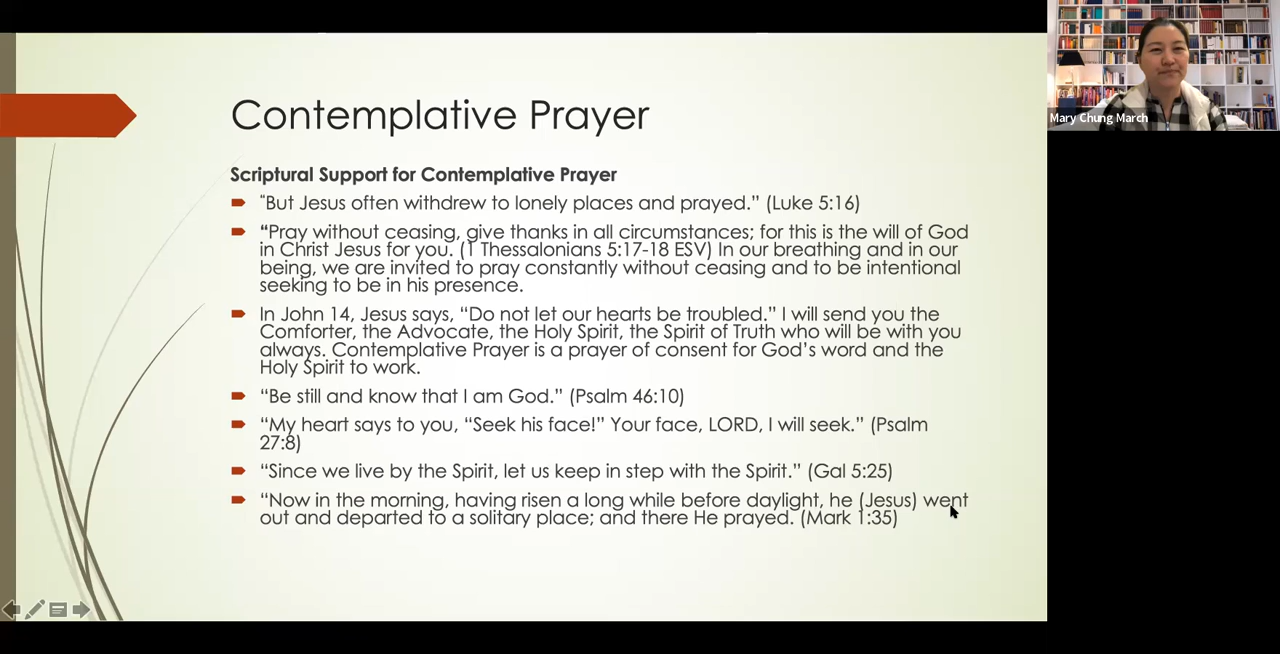 Contemplative Prayer
Scriptural Support for Contemplative Prayer
“But Jesus often withdrew to lonely places and prayed.” (Luke 5:16)
“Pray without ceasing, give thanks in all circumstances; for this is the will of God
in Christ Jesus for you. (1 Thessalonians 5:17-18 ESV) In our breathing and in our
being, we are invited to pray constantly without ceasing and to be intentional
seeking to be in his presence.
In John 14, Jesus says, “Do not let our hearts be troubled.” I will send you the
Comforter, the Advocate, the Holy Spirit, the Spirit of Truth who will be with you
always. Contemplative Prayer is a prayer of consent for God’s word and the
Holy Spirit to work.
“Be still and know that I am God.” (Psalm 46:10)
“My heart says to you, “Seek his face!” Your face, LORD, I will seek.” (Psalm
27:8)
“Since we live by the Spirit, let us keep in step with the Spirit.” (Gal 5:25)
“Now in the morning, having risen a long while before daylight, he (Jesus) went
out and departed to a solitary place; and there He prayed. (Mark 1:35)
Mary Chung March